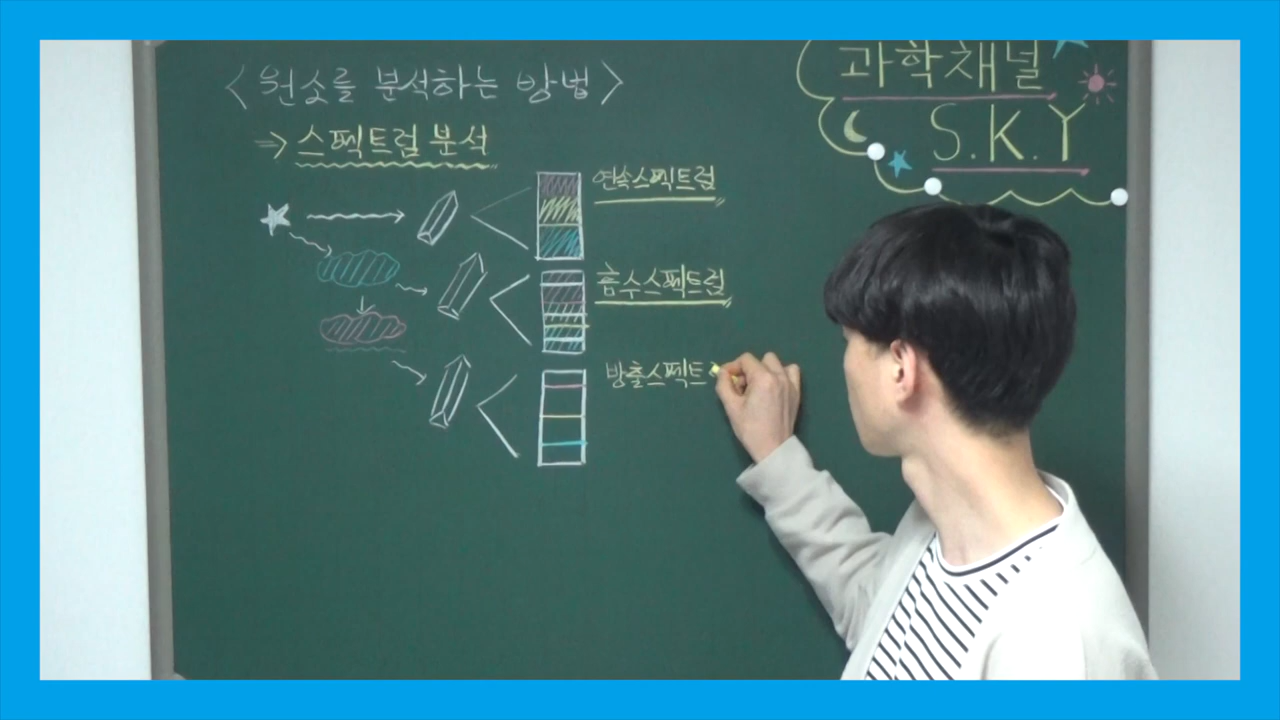 <원소를 분석하는 방법>
⇒ 스펙트럼 분석
과학채널
S.K.Y
연속스펙트럼
흡수스펙트럼
방출스펙트